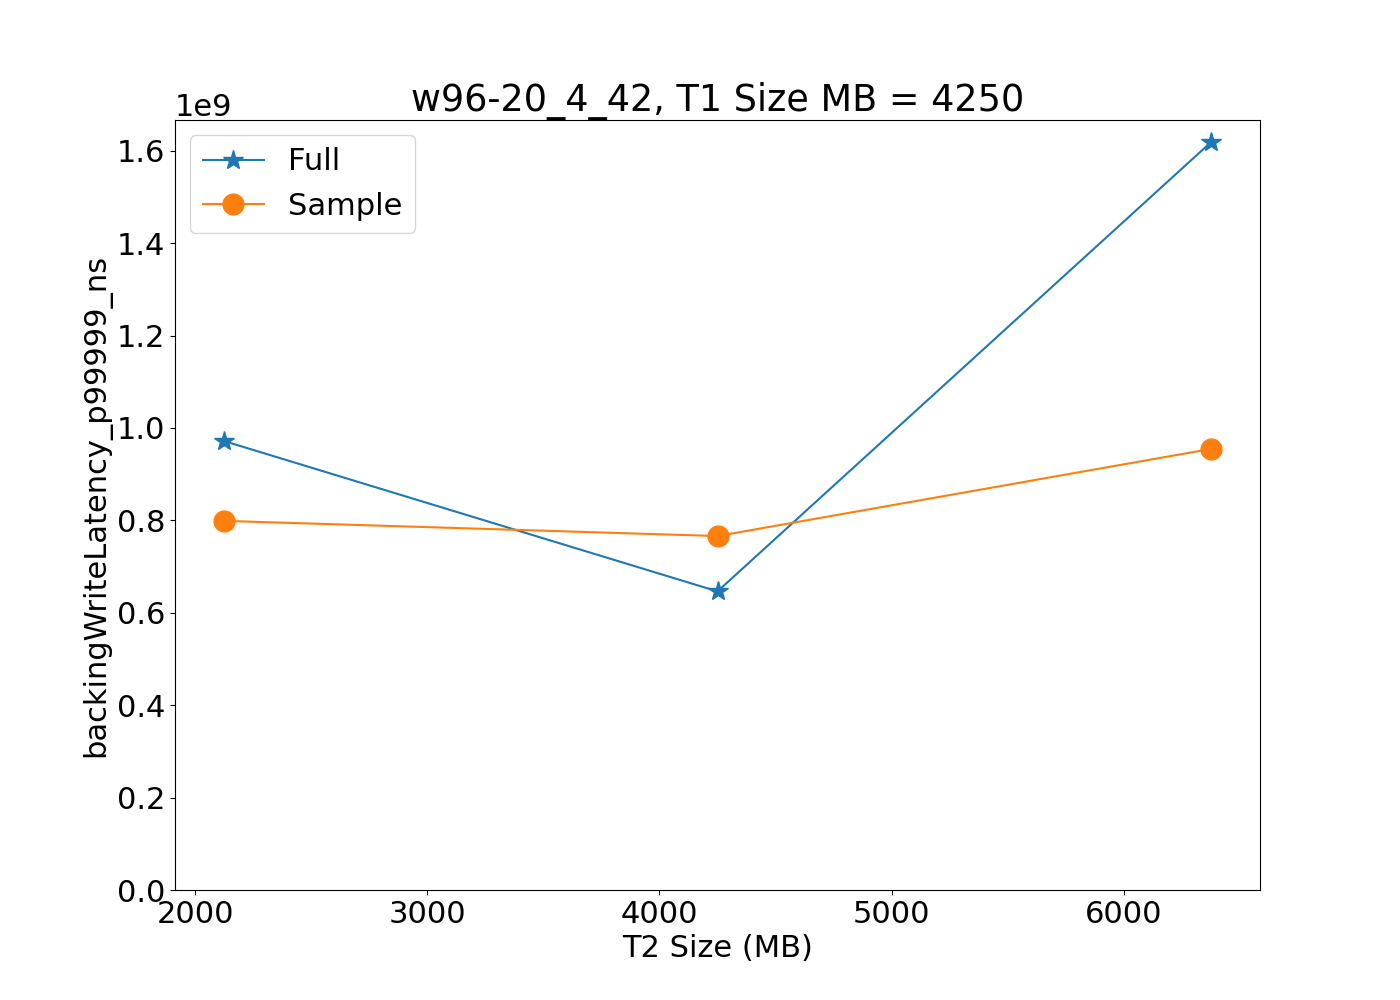 w96-20_4_42, T1 Size MB = 4250
1e9
Full
Sample
1.6
1.4
1.2
1.0
0.8
0.6
0.4
0.2
0.0
backingWriteLatency_p99999_ns
2000 3000 4000 5000 6000
T2 Size (MB)